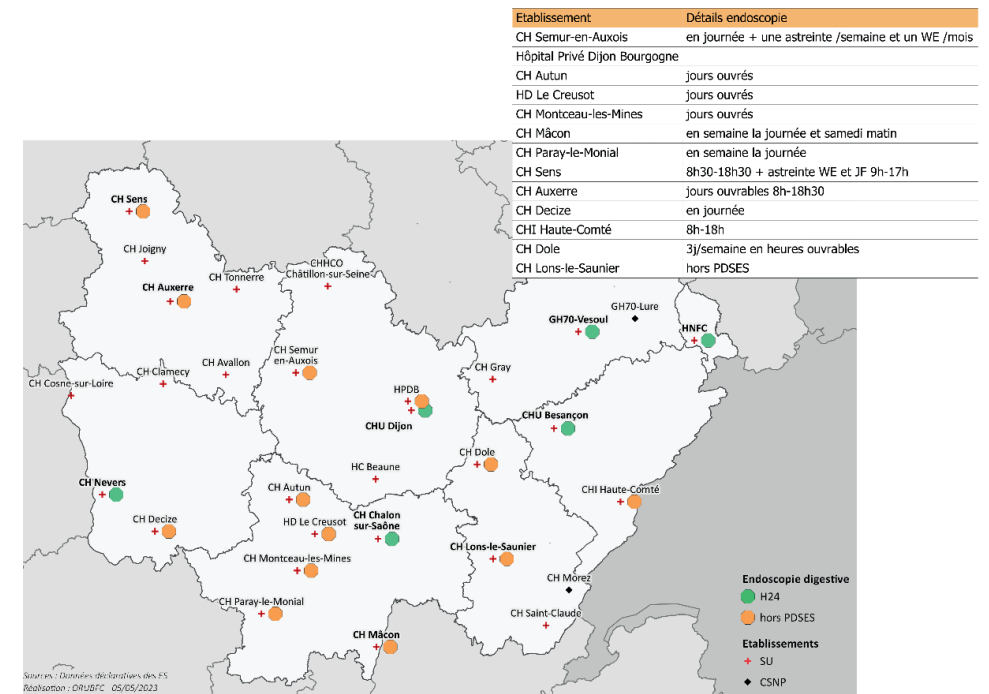 Etablissement Détails endoscopie
CH Semur-en-Auxois en journée + une astreinte /semaine et un WE /mois
Hôpital Privé Dijon Bourgogne
CH Autun jours ouvrés
HD Le Creusot jours ouvrés
CH Montceau-les-Mines jours ouvrés
CH Mâcon en semaine la journée et samedi matin
CH Paray-le-Monial en semaine la journée
CH Sens 8h30-18h30 + astreinte WE et JF 9h-17h
CH Auxerre jours ouvrables 8h-18h30
CH Decize en journée
CHI Haute-Comté 8h-18h
CH Dole 3j/semaine en heures ouvrables
CH Lons-le-Saunier hors PDSES
CH Sens
CH Joigny
CH Auxerre
CH Tonnerre
CHHCO
Châtillon-sur-Seine
GH70-Lure
GH70-Vesoul
HNFC
CH Semur
en-Auxois
CH Avallon
CH Clamecy
CH Cosne-sur-Loire
CH Gray
HPDB
CHU Dijon
CHU Besançon
CH Dole
HC Beaune
CH Nevers
CH Autun
CHI Haute-Comté
CH Decize
HD Le Creusot
CH Chalon
sur-Saône
CH Montceau-les-Mines
CH Lons-le-Saunier
CH Morez
CH Paray-le-Monial
CH Saint-Claude
CH Mâcon
Endoscopie digestive
H24
hors PDSES
Etablissements
SU
CSNP
Sources : Données déclaratives des ES
Réalisation : ORUBFC 05/05/2023